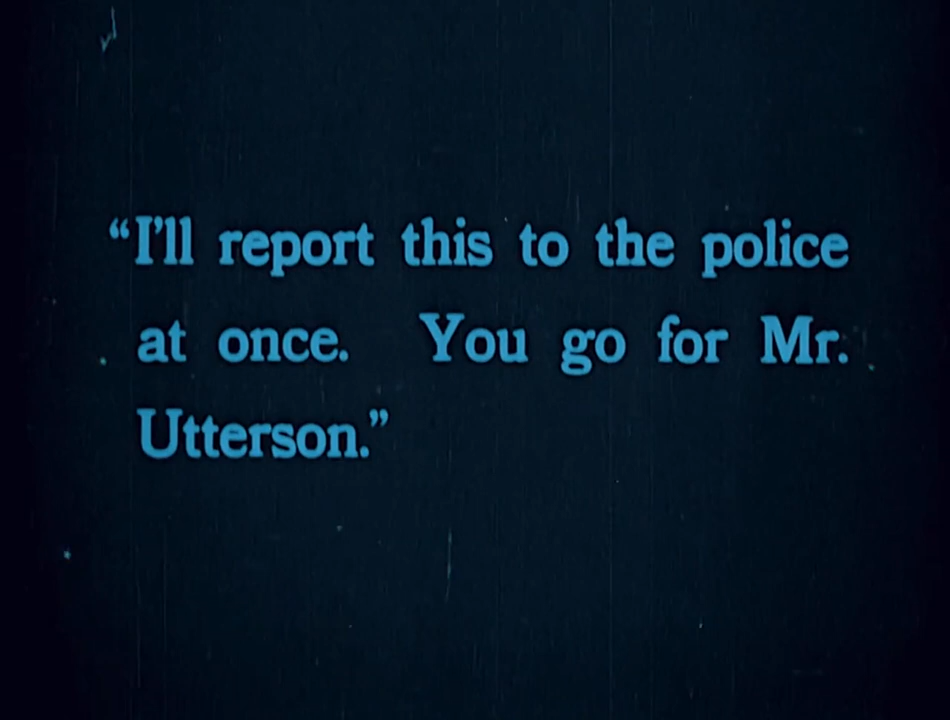 “I’ll report this to the police
at once. You go for Mr.
Utterson.”